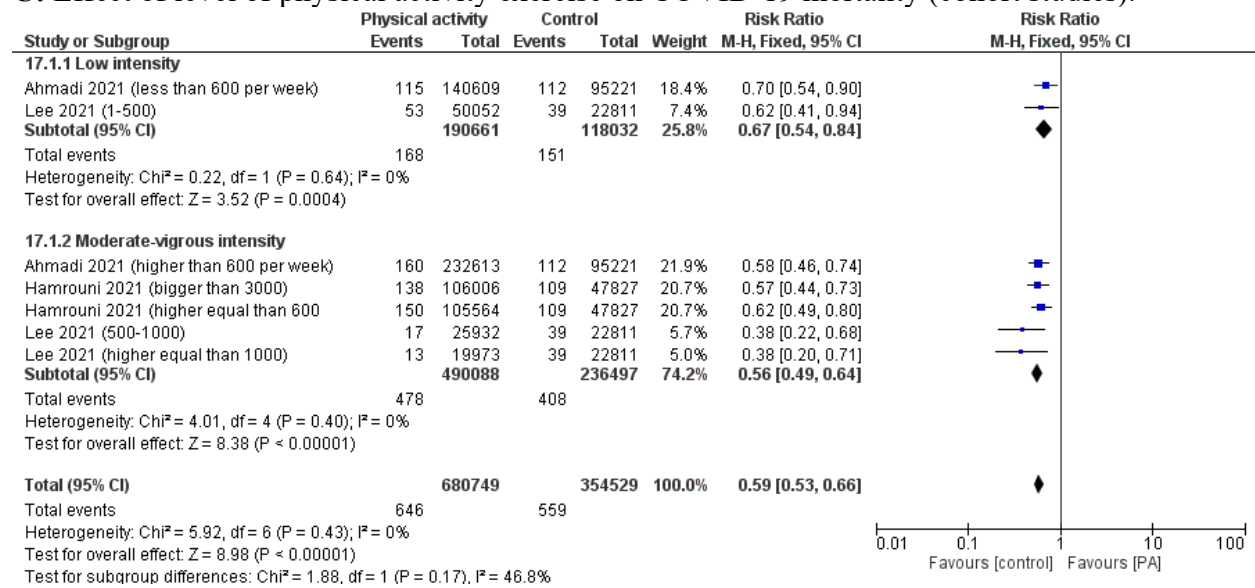 C. Effect of level of physical activity exercise on COVID-19 mortality (cohort studies).
Physical activity Control Risk Ratio Risk Ratio
Study or Subgroup Events Total Events Total Weight M-H, Fixed, 95% CI M-H, Fixed, 95% CI
17.1.1 Low intensity
Ahmadi 2021 (less than 600 per week) 115 140609 112 95221 18.4% 0.70 [0.54, 0.90]
Lee 2021 (1-500) 53 50052 39 22811 7.4% 0.62 [0.41, 0.94]
Subtotal (95% CI) 190661 118032 25.8% 0.67 [0.54, 0.84]
Total events 168 151
Heterogeneity: Chi² = 0.22, df = 1 (P = 0.64); I² = 0%
Test for overall effect: Z = 3.52 (P = 0.0004)
17.1.2 Moderate-vigrous intensity
Ahmadi 2021 (higher than 600 per week) 160 232613 112 95221 21.9% 0.58 [0.46, 0.74]
Hamrouni 2021 (bigger than 3000) 138 106006 109 47827 20.7% 0.57 [0.44, 0.73]
Hamrouni 2021 (higher equal than 600 150 105564 109 47827 20.7% 0.62 [0.49, 0.80]
Lee 2021 (500-1000) 17 25932 39 22811 5.7% 0.38 [0.22, 0.68]
Lee 2021 (higher equal than 1000) 13 19973 39 22811 5.0% 0.38 [0.20, 0.71]
Subtotal (95% CI) 490088 236497 74.2% 0.56 [0.49, 0.64]
Total events 478 408
Heterogeneity: Chi² = 4.01, df = 4 (P = 0.40); I² = 0%
Test for overall effect: Z = 8.38 (P < 0.00001)
Total (95% CI) 680749 354529 100.0% 0.59 [0.53, 0.66]
Total events 646 559
Heterogeneity: Chi² = 5.92, df = 6 (P = 0.43); I² = 0%
Test for overall effect: Z = 8.98 (P < 0.00001)
Test for subgroup differences: Chi² = 1.88, df = 1 (P = 0.17), I² = 46.8%
0.01 0.1 1 10 100
Favours [control] Favours [PA]